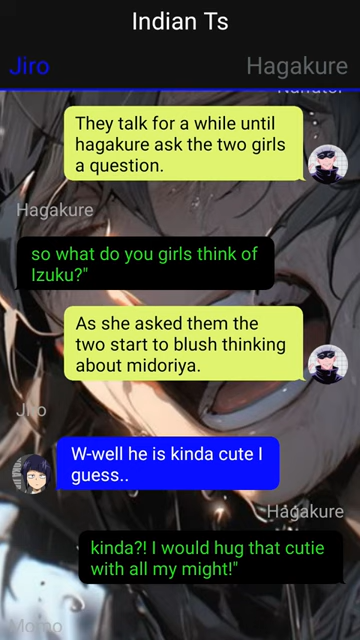 Indian Ts
Jiro
Hagakure
Narrator
They talk for a while until
hagakure ask the two girls
a question.
Hagakure
so what do you girls think of
Izuku?"
As she asked them the
two start to blush thinking
about midoriya.
Jiro
W-well he is kinda cute I
guess..
Hagakure
kinda?! I would hug that cutie
with all my might!"
Momo